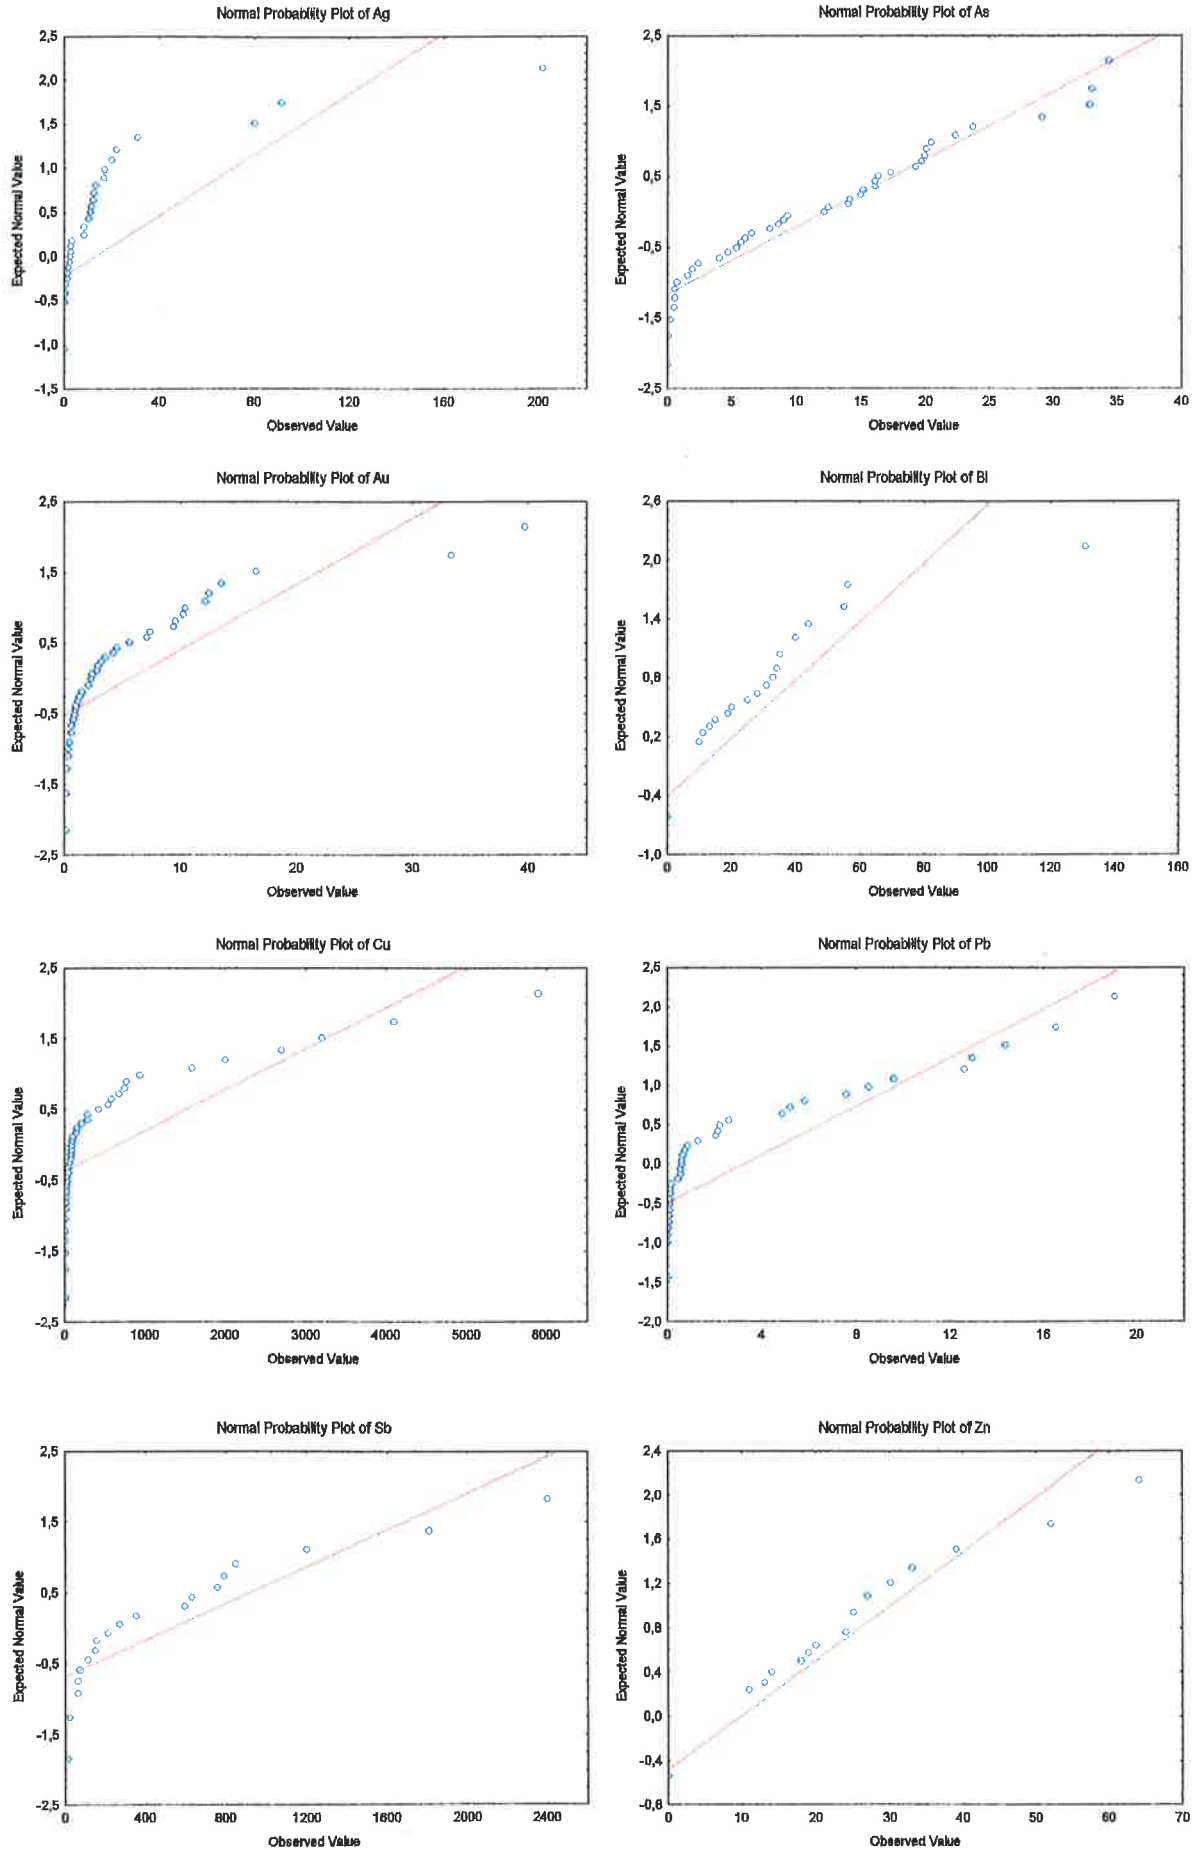 Normal Probability Plot of Ag
2,5
2,0
1,5
1,0
0,5
0,0
-0,5
-1,0
-1,5
0 40 80 120 160 200
Expected Normal Value
Observed Value
Normal Probability Plot of As
2,5
1,5
0,5
-0,5
-1,5
-2,5
0 5 10 15 20 25 30 35 40
Expected Normal Value
Observed Value
Normal Probability Plot of Au
2,5
1,5
0,5
-0,5
-1,5
-2,5
0 10 20 30 40
Expected Normal Value
Observed Value
Normal Probability Plot of Bi
2,6
2,0
1,4
0,8
0,2
-0,4
-1,0
0 20 40 60 80 100 120 140 160
Expected Normal Value
Observed Value
Normal Probability Plot of Cu
2,5
1,5
0,5
-0,5
-1,5
-2,5
0 1000 2000 3000 4000 5000 6000
Expected Normal Value
Observed Value
Normal Probability Plot of Pb
2,5
2,0
1,5
1,0
0,5
0,0
-0,5
-1,0
-1,5
-2,0
0 4 8 12 16 20
Expected Normal Value
Observed Value
Normal Probability Plot of Sb
2,5
1,5
0,5
-0,5
-1,5
-2,5
0 400 800 1200 1600 2000 2400
Expected Normal Value
Observed Value
Normal Probability Plot of Zn
2,4
2,0
1,6
1,2
0,8
0,4
0,0
-0,4
-0,8
0 10 20 30 40 50 60 70
Expected Normal Value
Observed Value